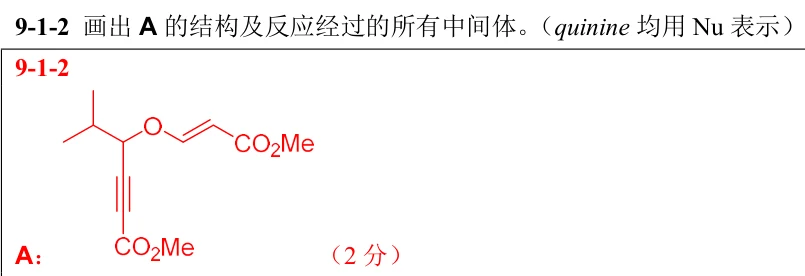 9-1-2 画出 A 的结构及反应经过的所有中间体。（quinine 均用 Nu 表示）
9-1-2
O
CO₂Me
CO₂Me
A： （2 分）